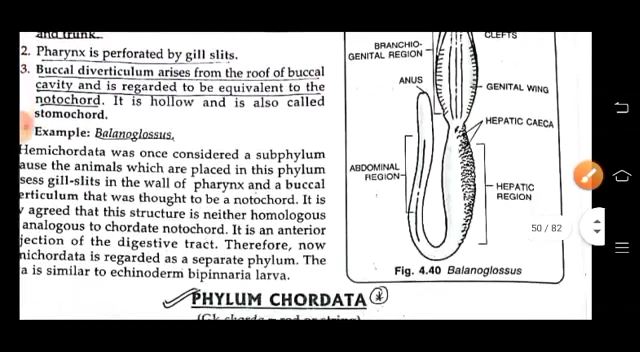 and trunk.
2. Pharynx is perforated by gill slits.
3. Buccal diverticulum arises from the roof of buccal
cavity and is regarded to be equivalent to the
notochord. It is hollow and is also called
stomochord.
Example: Balanoglossus.
Hemichordata was once considered a subphylum
ause the animals which are placed in this phylum
sess gill-slits in the wall of pharynx and a buccal
erticulum that was thought to be a notochord. It is
agreed that this structure is neither homologous
analogous to chordate notochord. It is an anterior
jection of the digestive tract. Therefore, now
nichordata is regarded as a separate phylum. The
a is similar to echinoderm bipinnaria larva.
CLEFTS
BRANCHIO-
GENITAL REGION
ANUS
GENITAL WING
HEPATIC CAECA
ABDOMINAL
REGION
HEPATIC
REGION
50 / 82
Fig. 4.40 Balanoglossus
PHYLUM CHORDATA